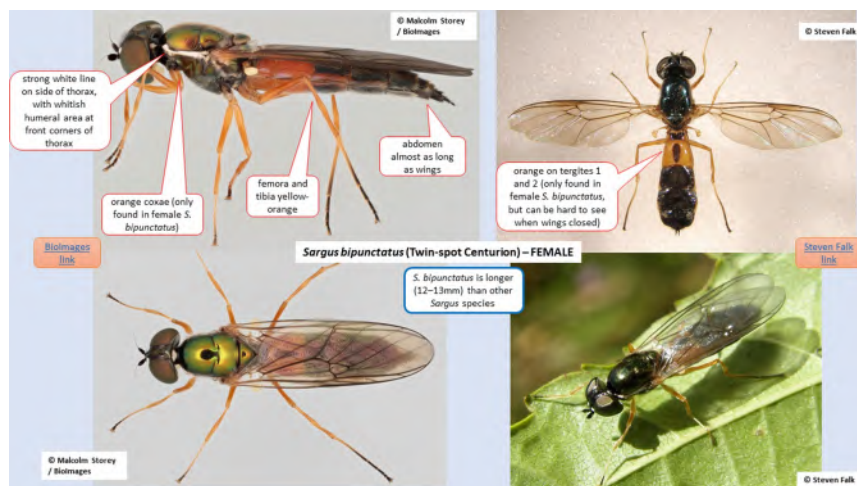 © Malcolm Storey
/ BioImages
© Steven Falk
strong white line
on side of thorax,
with whitish
humeral area at
front corners of
thorax
orange coxae (only
found in female S.
bipunctatus)
femora and
tibia yellow-
orange
abdomen
almost as long
as wings
orange on tergites 1
and 2 (only found in
female S. bipunctatus,
but can be hard to see
when wings closed)
BioImages
link
Sargus bipunctatus (Twin-spot Centurion) – FEMALE
Steven Falk
link
S. bipunctatus is longer
(12–13mm) than other
Sargus species
© Malcolm Storey
/ BioImages
© Steven Falk